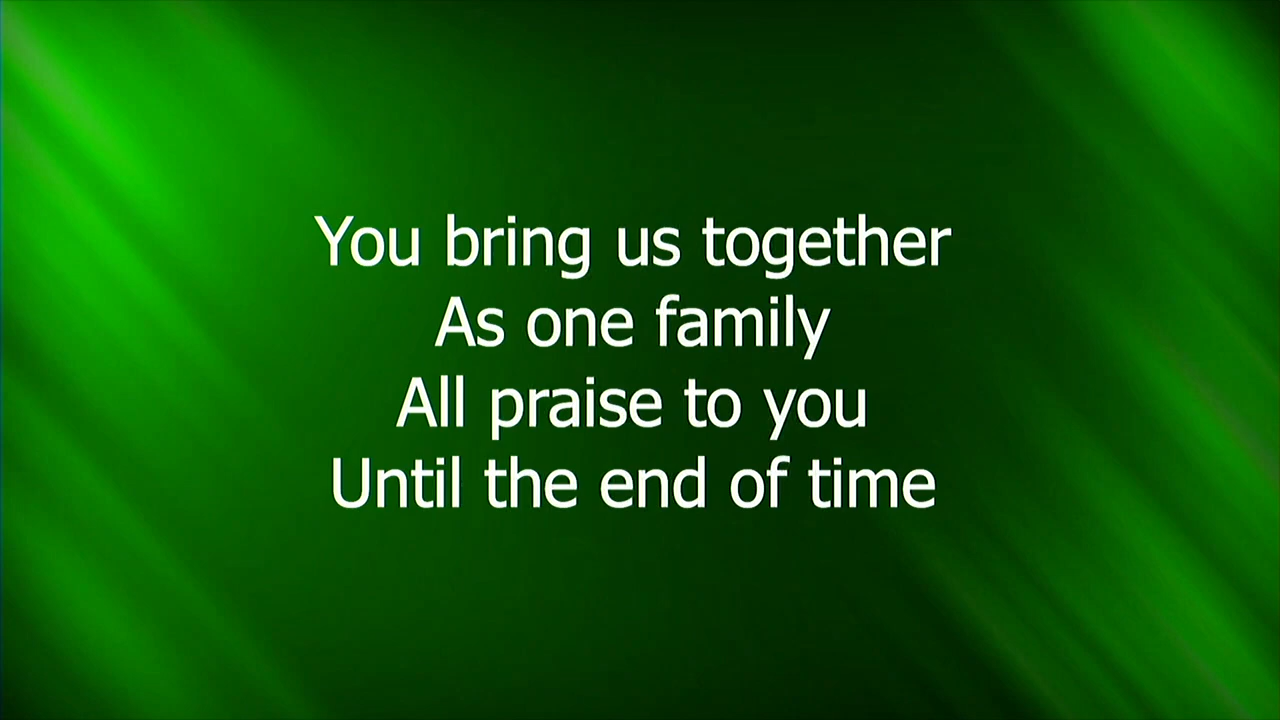 You bring us together
As one family
All praise to you
Until the end of time